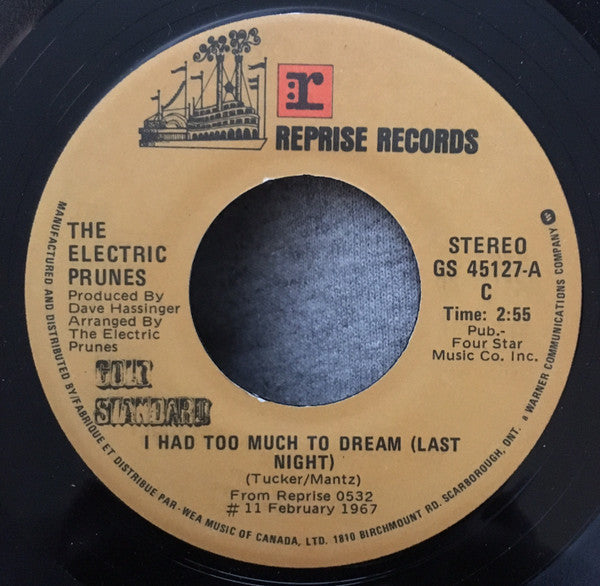 r
REPRISE RECORDS
THE
ELECTRIC
PRUNES
Produced By
Dave Hassinger
Arranged By
The Electric
Prunes
GOLD
STANDARD
STEREO
GS 45127-A
C
Time: 2:55
Pub.-
Four Star
Music Co. Inc.
I HAD TOO MUCH TO DREAM (LAST
NIGHT)
(Tucker/Mantz)
From Reprise 0532
# 11 February 1967
MANUFACTURED AND DISTRIBUTED BY/FABRIQUE ET DISTRIBUE PAR -WEA MUSIC OF CANADA, LTD. 1810 BIRCHMOUNT RD. SCARBOROUGH, ONT. a WARNER COMMUNICATIONS COMPANY